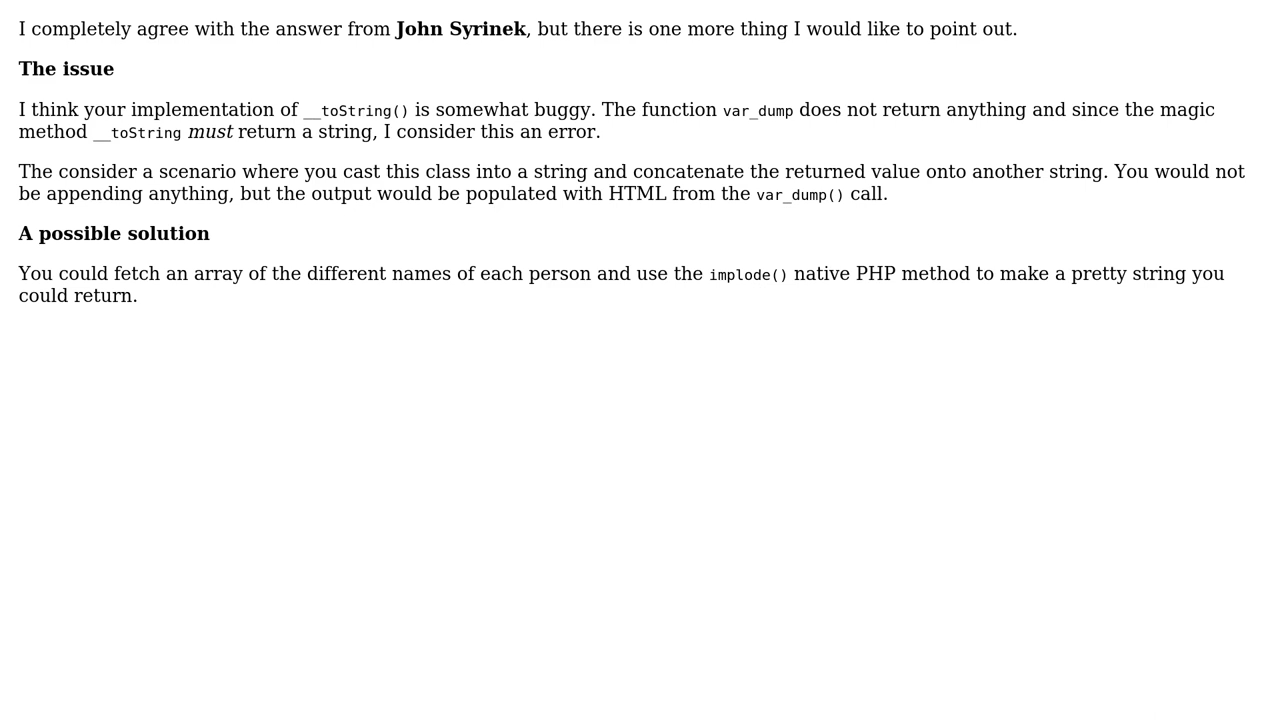 I completely agree with the answer from John Syrinek, but there is one more thing I would like to point out.
The issue
I think your implementation of __toString() is somewhat buggy. The function var_dump does not return anything and since the magic
method __toString must return a string, I consider this an error.
The consider a scenario where you cast this class into a string and concatenate the returned value onto another string. You would not
be appending anything, but the output would be populated with HTML from the var_dump() call.
A possible solution
You could fetch an array of the different names of each person and use the implode() native PHP method to make a pretty string you
could return.